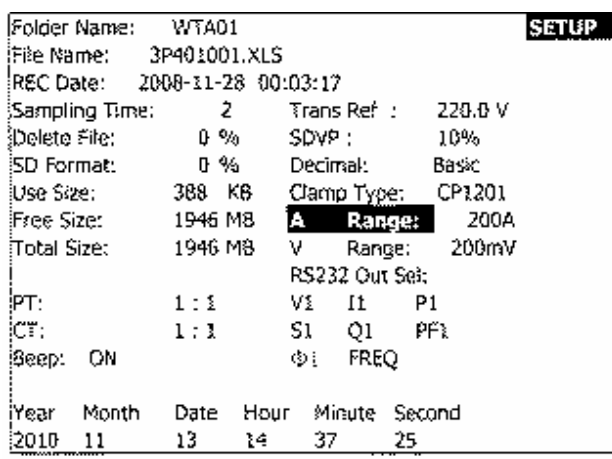 Folder Name: WTA01 SETUP
File Name: 3P401001.XLS
REC Date: 2008-11-28 00:03:17
Sampling Time: 2 Trans Ref : 220.0 V
Delete File: 0 % SDVP : 10%
SD Format: 0 % Decimal: Basic
Use Size: 388 KB Clamp Type: CP1201
Free Size: 1946 MB A Range: 200A
Total Size: 1946 MB V Range: 200mV
RS232 Out Set:
PT: 1 : 1 V1 I1 P1
CT: 1 : 1 S1 Q1 PF1
Beep: ON Φ1 FREQ
Year Month Date Hour Minute Second
2010 11 13 14 37 25